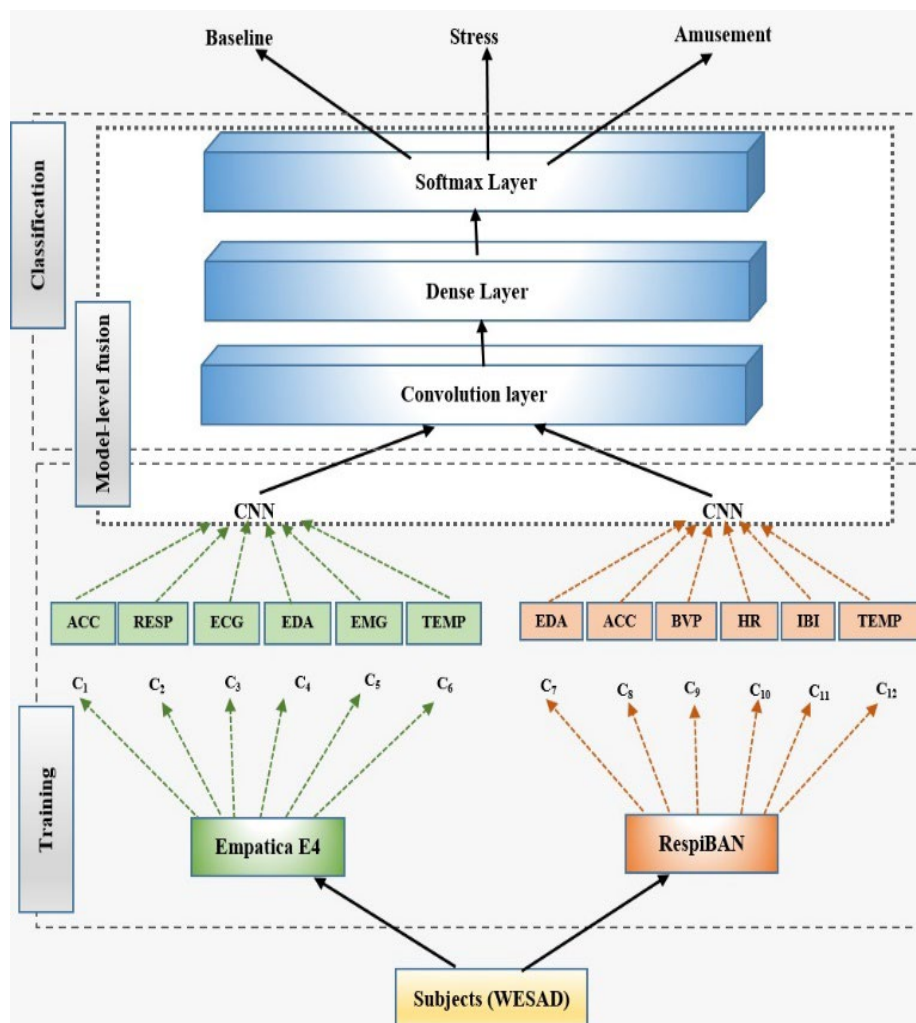 Baseline
Stress
Amusement
Classification
Softmax Layer
Dense Layer
Model-level fusion
Convolution layer
CNN
CNN
ACC
RESP
ECG
EDA
EMG
TEMP
EDA
ACC
BVP
HR
IBI
TEMP
Training
C₁
C₂
C₃
C₄
C₅
C₆
C₇
C₈
C₉
C₁₀
C₁₁
C₁₂
Empatica E4
RespiBAN
Subjects (WESAD)